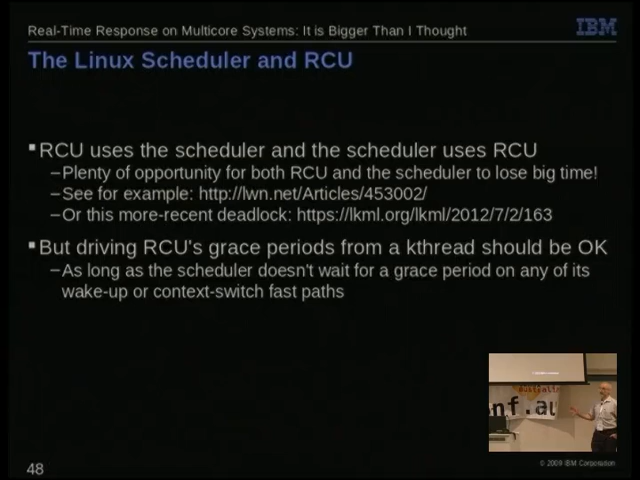 Real-Time Response on Multicore Systems: It is Bigger Than I Thought
IBM
The Linux Scheduler and RCU
▪RCU uses the scheduler and the scheduler uses RCU
–Plenty of opportunity for both RCU and the scheduler to lose big time!
–See for example: http://lwn.net/Articles/453002/
–Or this more-recent deadlock: https://lkml.org/lkml/2012/7/2/163
▪But driving RCU's grace periods from a kthread should be OK
–As long as the scheduler doesn't wait for a grace period on any of its
wake-up or context-switch fast paths
nf.au
48
© 2009 IBM Corporation